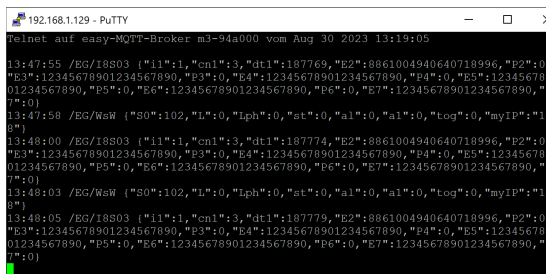 192.168.1.129 - PuTTY
Telnet auf easy-MQTT-Broker m3-94a000 vom Aug 30 2023 13:19:05
13:47:55 /EG/I8S03 {"i1":1,"cn1":3,"dt1":187769,"E2":8861004940640718996,"P2":0
"E3":12345678901234567890,"P3":0,"E4":12345678901234567890,"P4":0,"E5":12345678
01234567890,"P5":0,"E6":12345678901234567890,"P6":0,"E7":12345678901234567890,"
7":0}
13:47:58 /EG/WsW {"S0":102,"L":0,"Lph":0,"st":0,"al":0,"a1":0,"tog":0,"myIP":"1
8"}
13:48:00 /EG/I8S03 {"i1":1,"cn1":3,"dt1":187774,"E2":8861004940640718996,"P2":0
"E3":12345678901234567890,"P3":0,"E4":12345678901234567890,"P4":0,"E5":12345678
01234567890,"P5":0,"E6":12345678901234567890,"P6":0,"E7":12345678901234567890,"
7":0}
13:48:03 /EG/WsW {"S0":102,"L":0,"Lph":0,"st":0,"al":0,"a1":0,"tog":0,"myIP":"1
8"}
13:48:05 /EG/I8S03 {"i1":1,"cn1":3,"dt1":187779,"E2":8861004940640718996,"P2":0
"E3":12345678901234567890,"P3":0,"E4":12345678901234567890,"P4":0,"E5":12345678
01234567890,"P5":0,"E6":12345678901234567890,"P6":0,"E7":12345678901234567890,"
7":0}